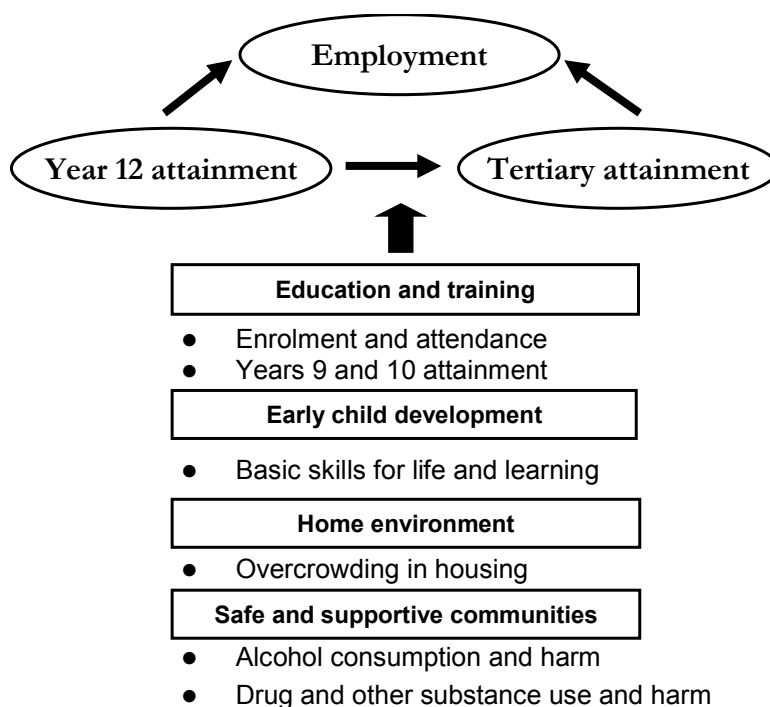 Employment
Year 12 attainment
Tertiary attainment
Education and training
● Enrolment and attendance
● Years 9 and 10 attainment
Early child development
● Basic skills for life and learning
Home environment
● Overcrowding in housing
Safe and supportive communities
● Alcohol consumption and harm
● Drug and other substance use and harm